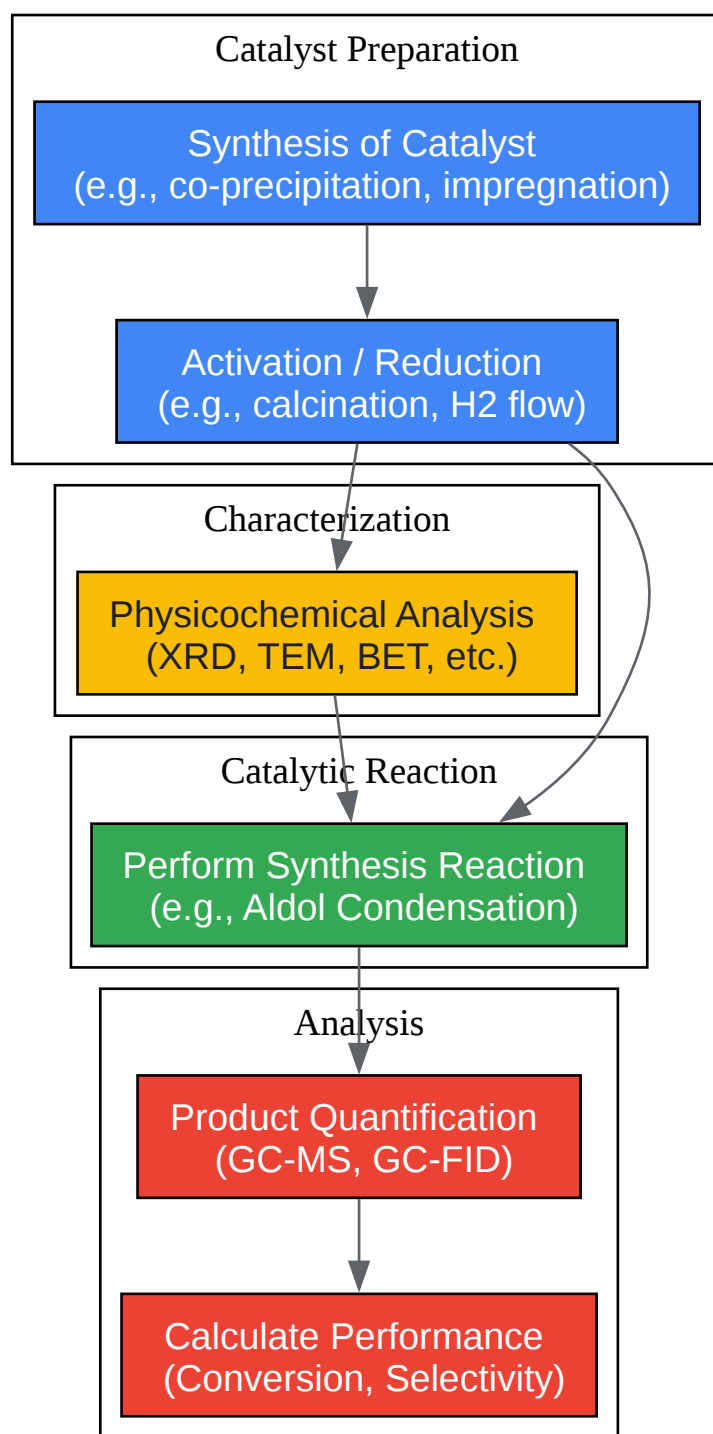 Catalyst Preparation
Synthesis of Catalyst
(e.g., co-precipitation, impregnation)
Activation / Reduction
(e.g., calcination, H2 flow)
Characterization
Physicochemical Analysis
(XRD, TEM, BET, etc.)
Catalytic Reaction
Perform Synthesis Reaction
(e.g., Aldol Condensation)
Analysis
Product Quantification
(GC-MS, GC-FID)
Calculate Performance
(Conversion, Selectivity)